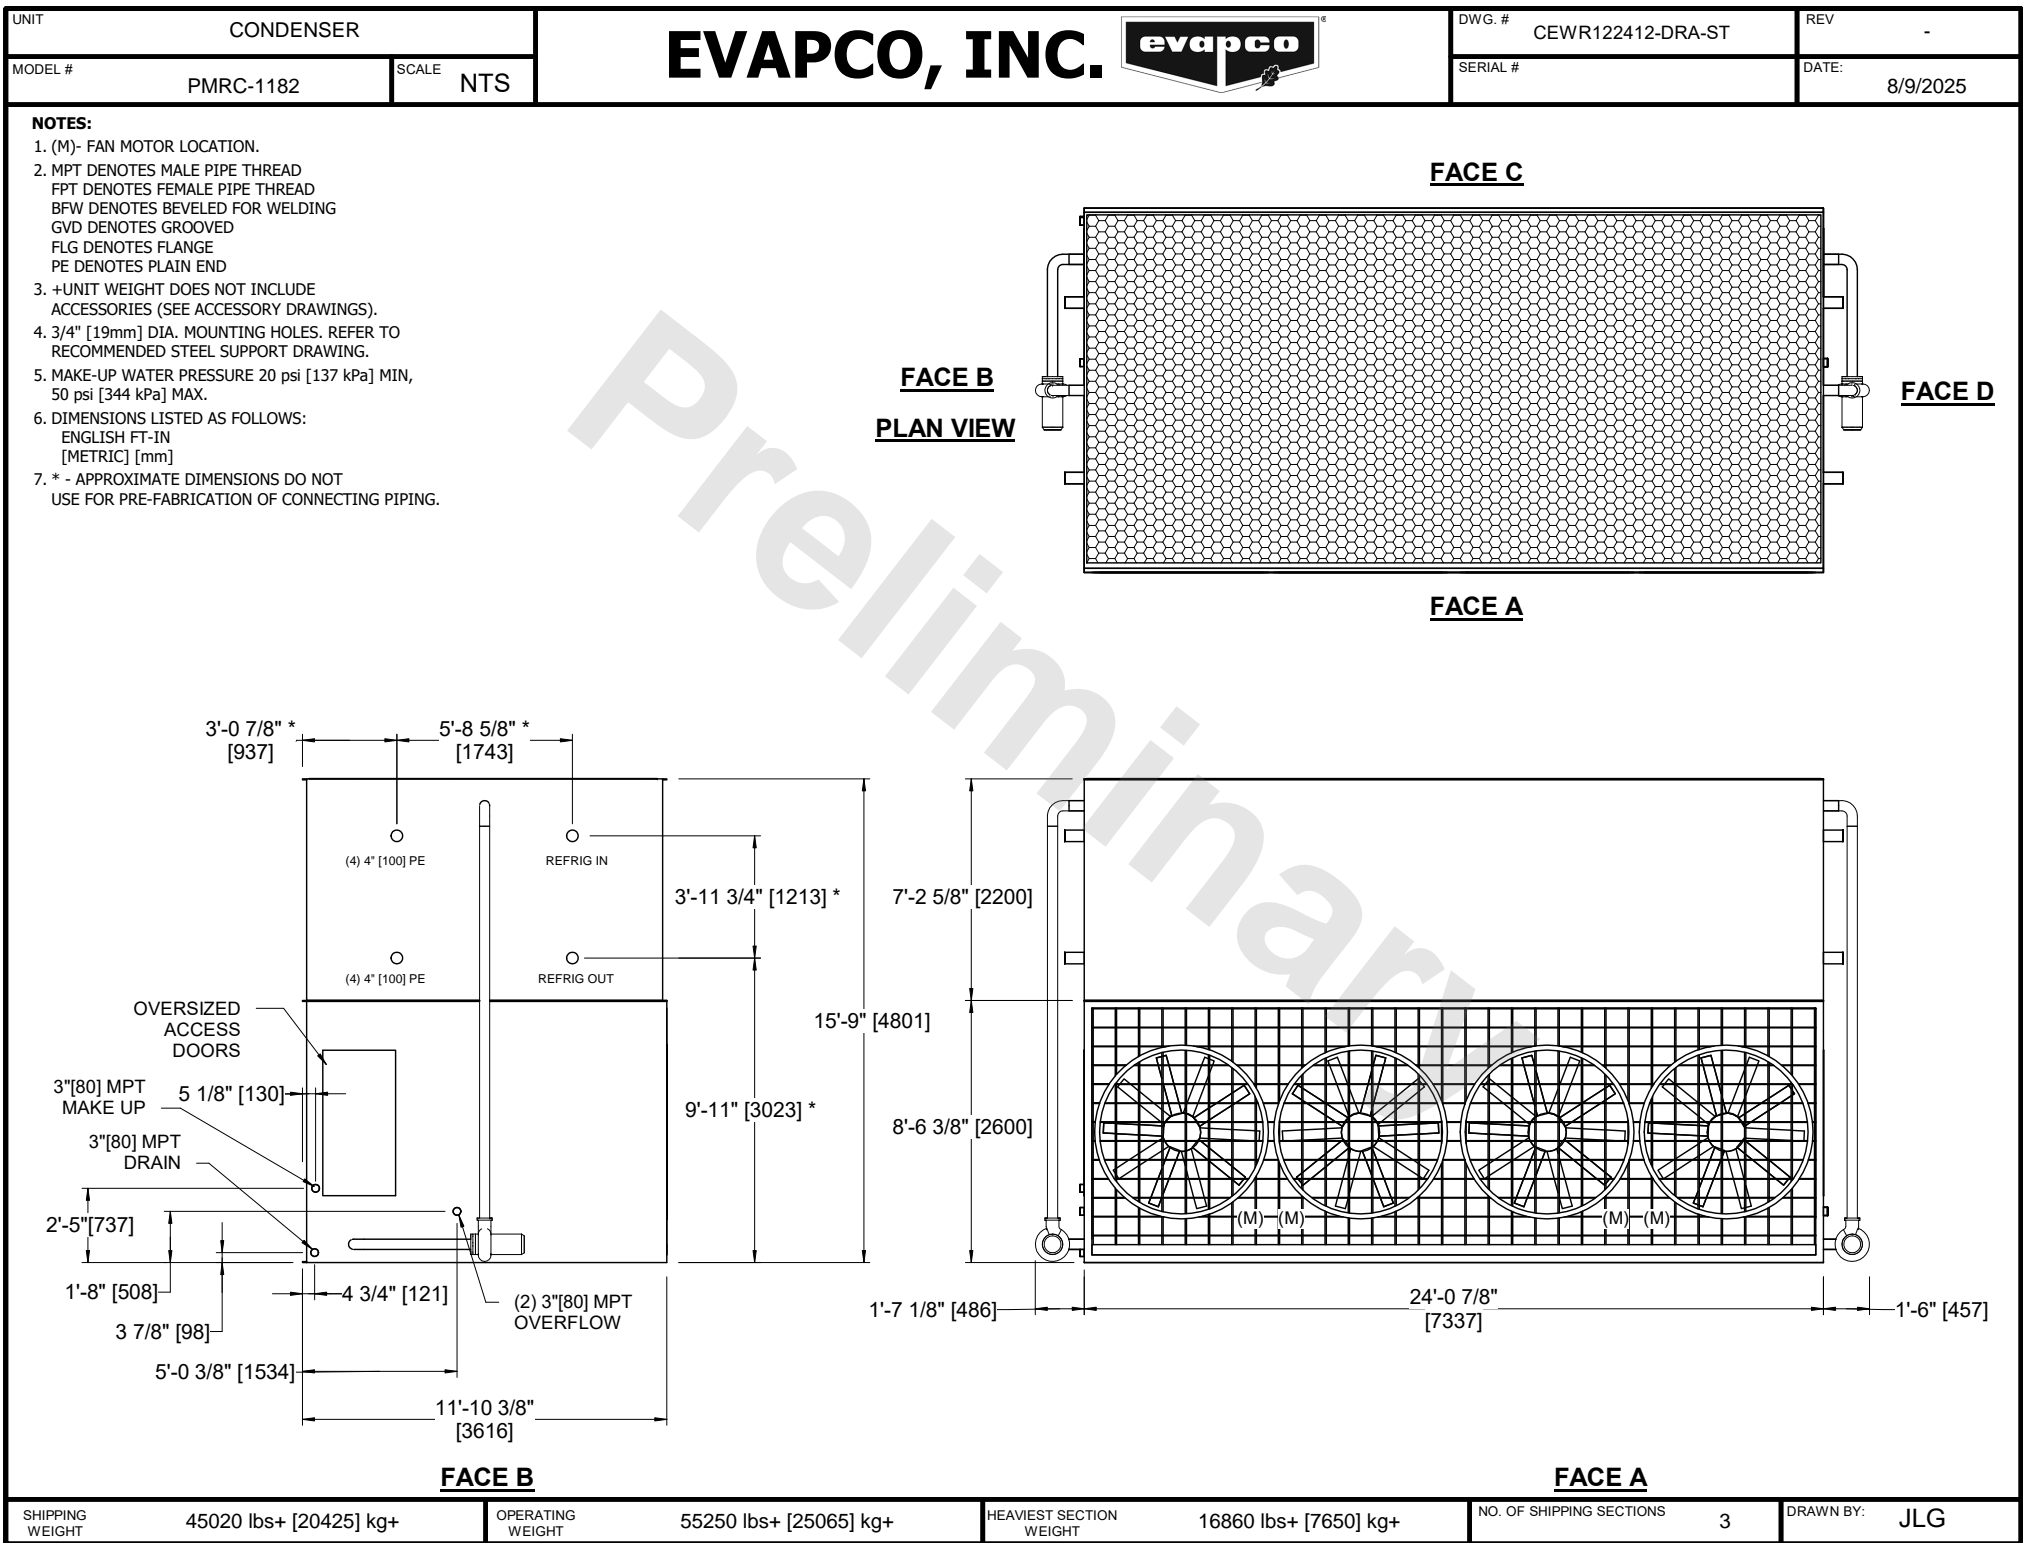 UNIT
CONDENSER
MODEL #
PMRC-1182
SCALE
NTS
EVAPCO, INC.
evapco
®
DWG. #
CEWR122412-DRA-ST
REV
-
SERIAL #
DATE:
8/9/2025
NOTES:
1. (M)- FAN MOTOR LOCATION.
2. MPT DENOTES MALE PIPE THREAD
FPT DENOTES FEMALE PIPE THREAD
BFW DENOTES BEVELED FOR WELDING
GVD DENOTES GROOVED
FLG DENOTES FLANGE
PE DENOTES PLAIN END
3. +UNIT WEIGHT DOES NOT INCLUDE
ACCESSORIES (SEE ACCESSORY DRAWINGS).
4. 3/4" [19mm] DIA. MOUNTING HOLES. REFER TO
RECOMMENDED STEEL SUPPORT DRAWING.
5. MAKE-UP WATER PRESSURE 20 psi [137 kPa] MIN,
50 psi [344 kPa] MAX.
6. DIMENSIONS LISTED AS FOLLOWS:
ENGLISH FT-IN
[METRIC] [mm]
7. * - APPROXIMATE DIMENSIONS DO NOT
USE FOR PRE-FABRICATION OF CONNECTING PIPING.
FACE C
FACE B
PLAN VIEW
FACE D
FACE A
Preliminary
3'-0 7/8" *
[937]
5'-8 5/8" *
[1743]
(4) 4" [100] PE
REFRIG IN
3'-11 3/4" [1213] *
(4) 4" [100] PE
REFRIG OUT
OVERSIZED
ACCESS
DOORS
15'-9" [4801]
3"[80] MPT
MAKE UP
5 1/8" [130]
9'-11" [3023] *
3"[80] MPT
DRAIN
2'-5"[737]
1'-8" [508]
4 3/4" [121]
(2) 3"[80] MPT
OVERFLOW
3 7/8" [98]
5'-0 3/8" [1534]
11'-10 3/8"
[3616]
FACE B
7'-2 5/8" [2200]
8'-6 3/8" [2600]
(M)
(M)
(M)
(M)
1'-7 1/8" [486]
24'-0 7/8"
[7337]
1'-6" [457]
FACE A
SHIPPING
WEIGHT
45020 lbs+ [20425] kg+
OPERATING
WEIGHT
55250 lbs+ [25065] kg+
HEAVIEST SECTION
WEIGHT
16860 lbs+ [7650] kg+
NO. OF SHIPPING SECTIONS
3
DRAWN BY:
JLG